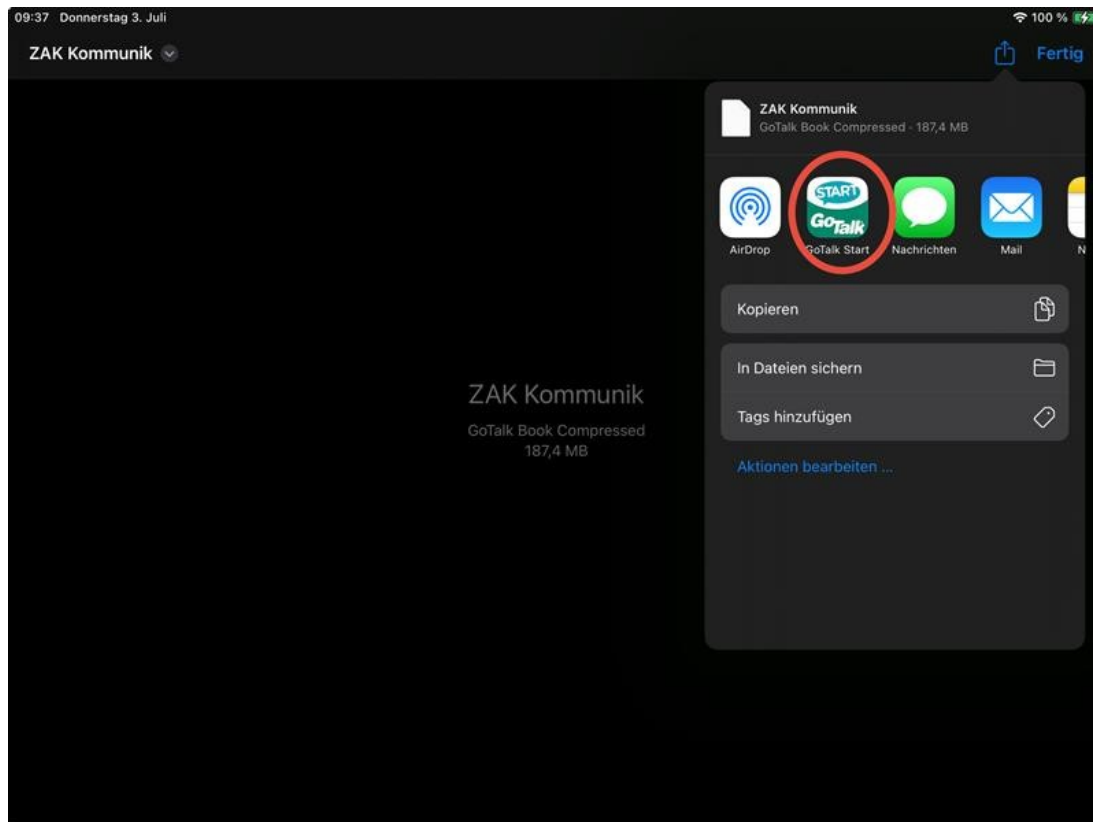 09:37 Donnerstag 3. Juli
100 %
ZAK Kommunik
Fertig
ZAK Kommunik
GoTalk Book Compressed · 187,4 MB
START
GoTalk
AirDrop
GoTalk Start
Nachrichten
Mail
N
Kopieren
In Dateien sichern
Tags hinzufügen
Aktionen bearbeiten ...
ZAK Kommunik
GoTalk Book Compressed
187,4 MB